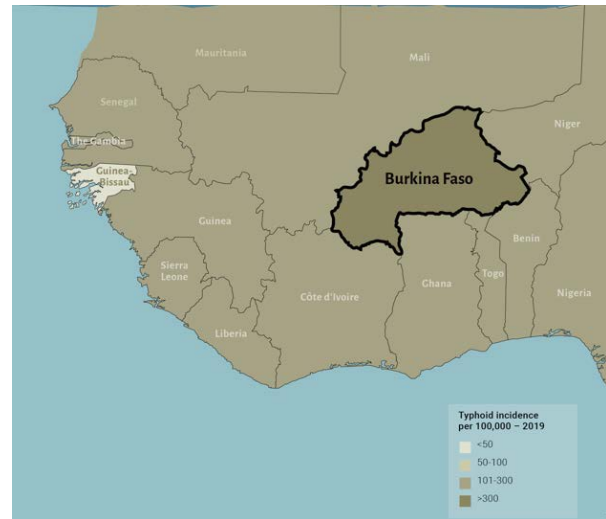 Mauritania
Mali
Senegal
Niger
The Gambia
Guinea-
Bissau
Burkina Faso
Guinea
Benin
Sierra
Leone
Côte d'Ivoire
Ghana
Togo
Nigeria
Liberia
Typhoid incidence
per 100,000 – 2019
<50
50-100
101-300
>300